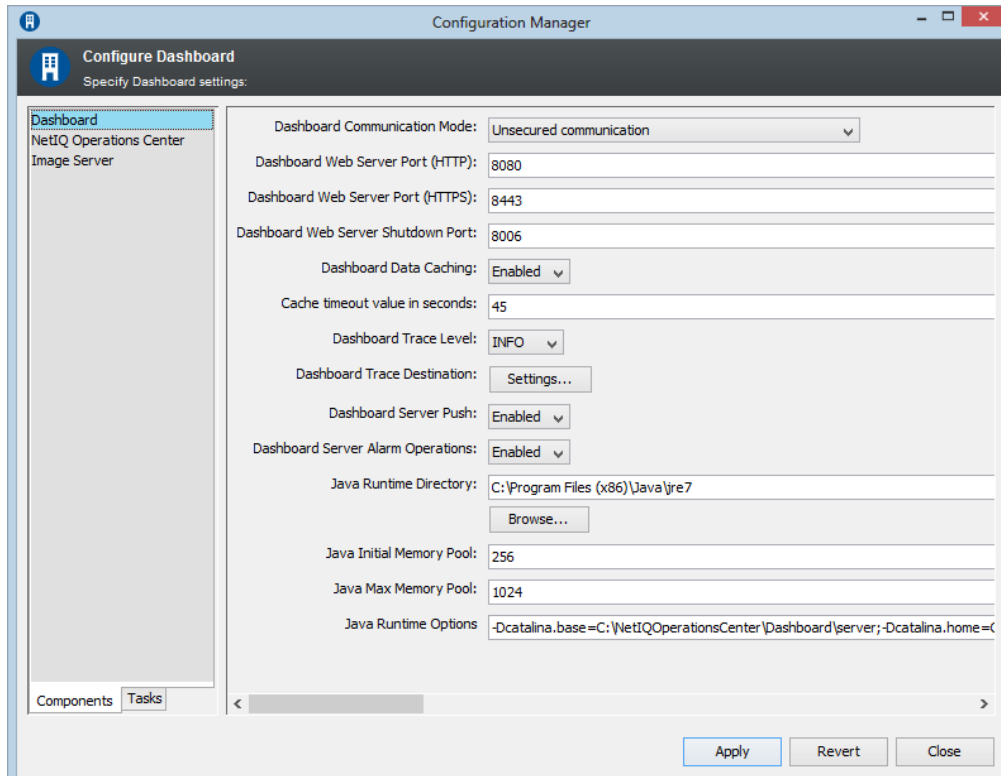 Configuration Manager
Configure Dashboard
Specify Dashboard settings:
Dashboard
NetIQ Operations Center
Image Server
Components Tasks
Dashboard Communication Mode: Unsecured communication
Dashboard Web Server Port (HTTP): 8080
Dashboard Web Server Port (HTTPS): 8443
Dashboard Web Server Shutdown Port: 8006
Dashboard Data Caching: Enabled
Cache timeout value in seconds: 45
Dashboard Trace Level: INFO
Dashboard Trace Destination: Settings...
Dashboard Server Push: Enabled
Dashboard Server Alarm Operations: Enabled
Java Runtime Directory: C:\Program Files (x86)\Java\jre7
Browse...
Java Initial Memory Pool: 256
Java Max Memory Pool: 1024
Java Runtime Options -Dcatalina.base=C:\NetIQOperationsCenter\Dashboard\server;-Dcatalina.home=C
Apply Revert Close